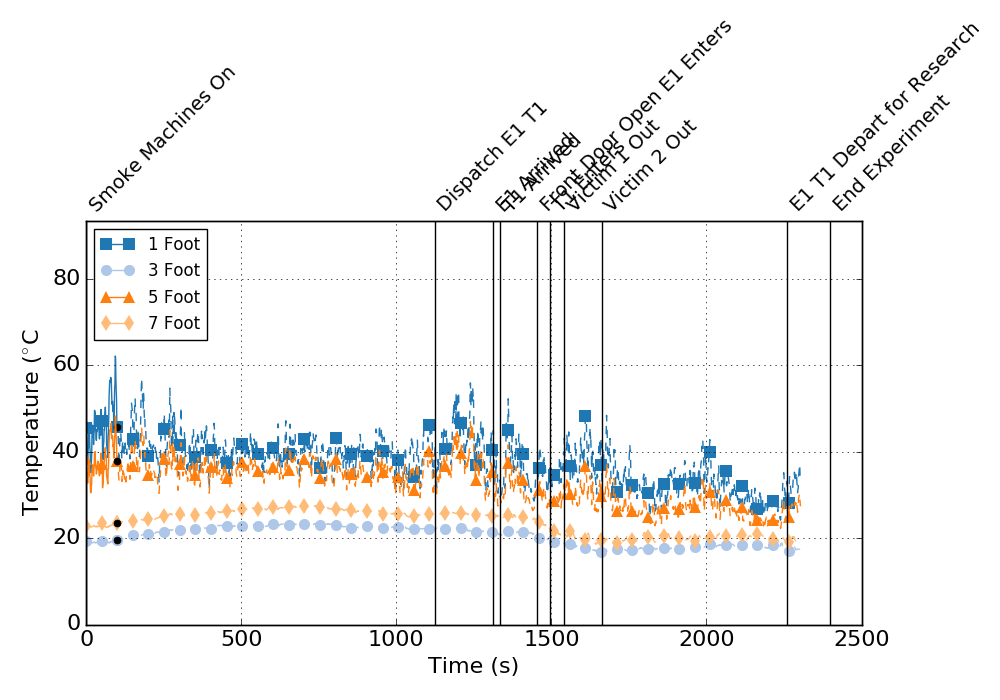 Smoke Machines On
Dispatch E1 T1
E1 Arrived
T1 Arrived
Front Door Open E1 Enters
T1 Enters
Victim 1 Out
Victim 2 Out
E1 T1 Depart for Research
End Experiment
1 Foot
3 Foot
5 Foot
7 Foot
Temperature (°C
80
60
40
20
0
0 500 1000 1500 2000 2500
Time (s)